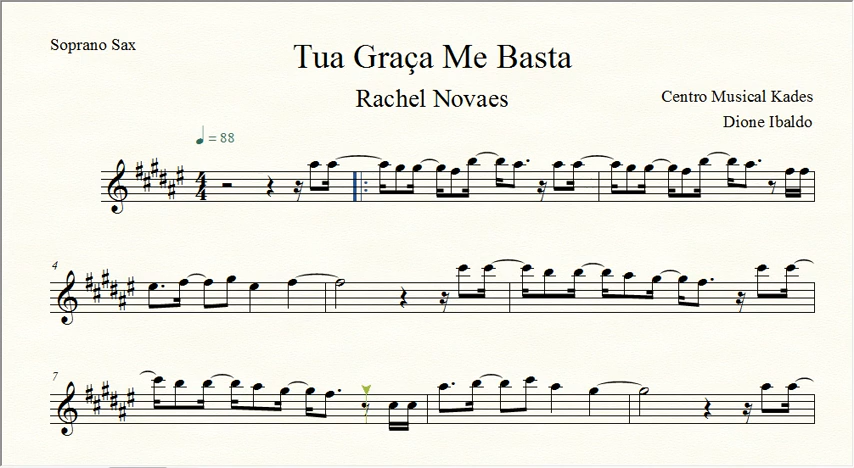 Soprano Sax
Tua Graça Me Basta
Rachel Novaes
Centro Musical Kades
Dione Ibaldo
= 88
4
4
4
7